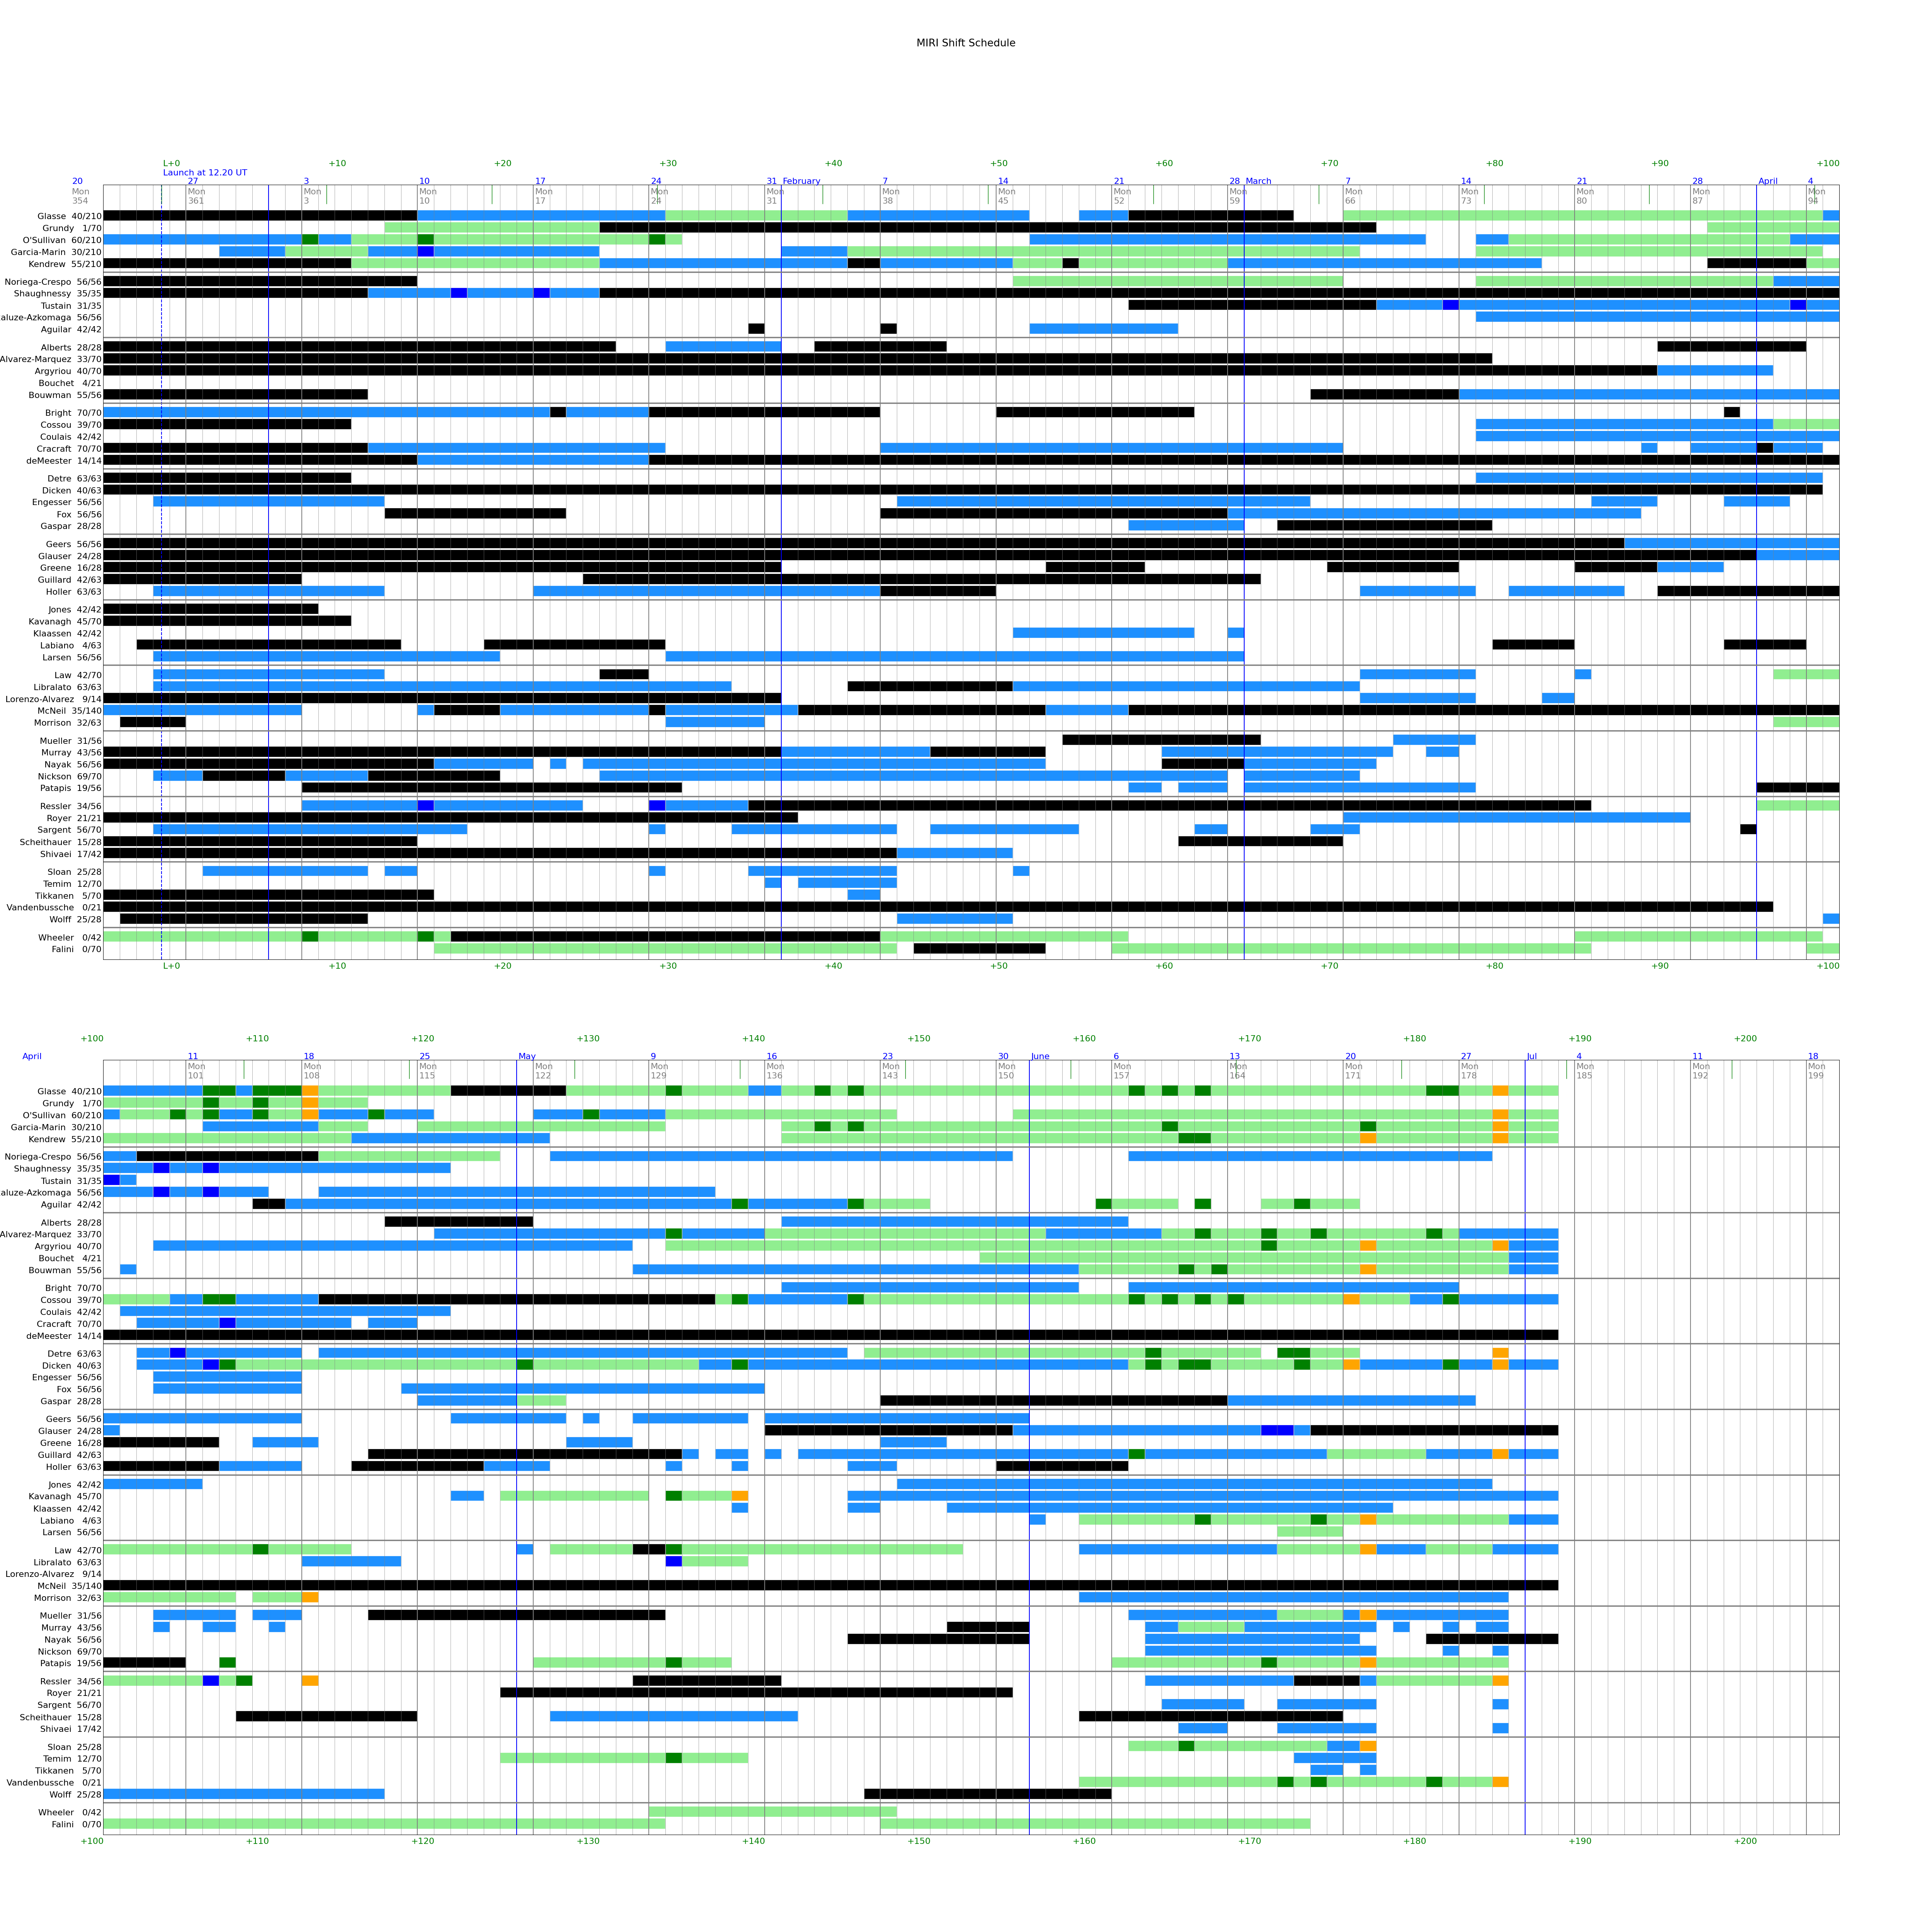 MIRI Shift Schedule
L+0 +10 +20 +30 +40 +50 +60 +70 +80 +90 +100
Launch at 12.20 UT
20 27 3 10 17 24 31 February 7 14 21 28 March 7 14 21 28 April 4
Mon Mon Mon Mon Mon Mon Mon Mon Mon Mon Mon Mon Mon Mon Mon Mon
354 361 3 10 17 24 31 38 45 52 59 66 73 80 87 94
Glasse 40/210
Grundy 1/70
O'Sullivan 60/210
Garcia-Marin 30/210
Kendrew 55/210
Noriega-Crespo 56/56
Shaughnessy 35/35
Tustain 31/35
aluze-Azkomaga 56/56
Aguilar 42/42
Alberts 28/28
Alvarez-Marquez 33/70
Argyriou 40/70
Bouchet 4/21
Bouwman 55/56
Bright 70/70
Cossou 39/70
Coulais 42/42
Cracraft 70/70
deMeester 14/14
Detre 63/63
Dicken 40/63
Engesser 56/56
Fox 56/56
Gaspar 28/28
Geers 56/56
Glauser 24/28
Greene 16/28
Guillard 42/63
Holler 63/63
Jones 42/42
Kavanagh 45/70
Klaassen 42/42
Labiano 4/63
Larsen 56/56
Law 42/70
Libralato 63/63
Lorenzo-Alvarez 9/14
McNeil 35/140
Morrison 32/63
Mueller 31/56
Murray 43/56
Nayak 56/56
Nickson 69/70
Patapis 19/56
Ressler 34/56
Royer 21/21
Sargent 56/70
Scheithauer 15/28
Shivaei 17/42
Sloan 25/28
Temim 12/70
Tikkanen 5/70
Vandenbussche 0/21
Wolff 25/28
Wheeler 0/42
Falini 0/70
L+0 +10 +20 +30 +40 +50 +60 +70 +80 +90 +100
+100 +110 +120 +130 +140 +150 +160 +170 +180 +190 +200
April 11 18 25 May 9 16 23 30 June 6 13 20 27 Jul 4 11 18
Mon Mon Mon Mon Mon Mon Mon Mon Mon Mon Mon Mon Mon Mon Mon
101 108 115 122 129 136 143 150 157 164 171 178 185 192 199
Glasse 40/210
Grundy 1/70
O'Sullivan 60/210
Garcia-Marin 30/210
Kendrew 55/210
Noriega-Crespo 56/56
Shaughnessy 35/35
Tustain 31/35
aluze-Azkomaga 56/56
Aguilar 42/42
Alberts 28/28
Alvarez-Marquez 33/70
Argyriou 40/70
Bouchet 4/21
Bouwman 55/56
Bright 70/70
Cossou 39/70
Coulais 42/42
Cracraft 70/70
deMeester 14/14
Detre 63/63
Dicken 40/63
Engesser 56/56
Fox 56/56
Gaspar 28/28
Geers 56/56
Glauser 24/28
Greene 16/28
Guillard 42/63
Holler 63/63
Jones 42/42
Kavanagh 45/70
Klaassen 42/42
Labiano 4/63
Larsen 56/56
Law 42/70
Libralato 63/63
Lorenzo-Alvarez 9/14
McNeil 35/140
Morrison 32/63
Mueller 31/56
Murray 43/56
Nayak 56/56
Nickson 69/70
Patapis 19/56
Ressler 34/56
Royer 21/21
Sargent 56/70
Scheithauer 15/28
Shivaei 17/42
Sloan 25/28
Temim 12/70
Tikkanen 5/70
Vandenbussche 0/21
Wolff 25/28
Wheeler 0/42
Falini 0/70
+100 +110 +120 +130 +140 +150 +160 +170 +180 +190 +200